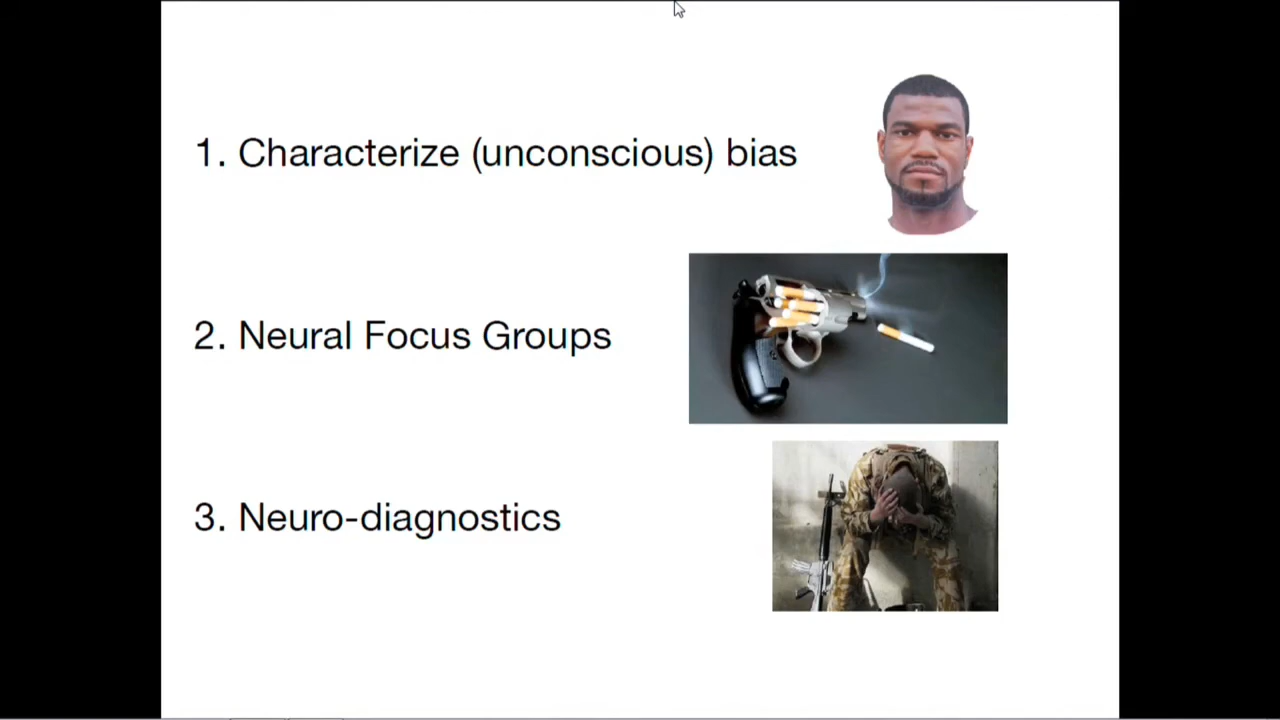 1. Characterize (unconscious) bias
2. Neural Focus Groups
3. Neuro-diagnostics